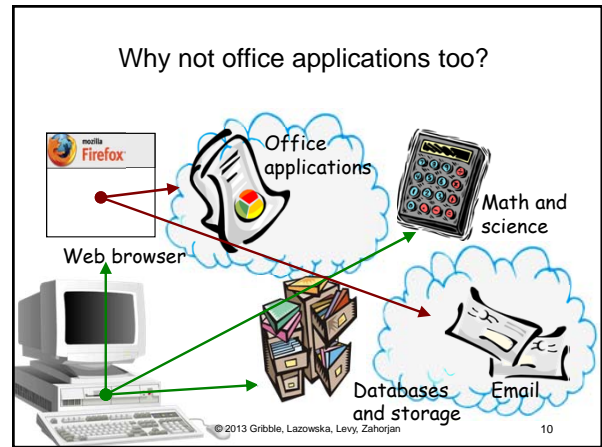 Why not office applications too?
mozilla
Firefox
Office
applications
Math and
science
Web browser
Databases
and storage
Email
© 2013 Gribble, Lazowska, Levy, Zahorjan
10